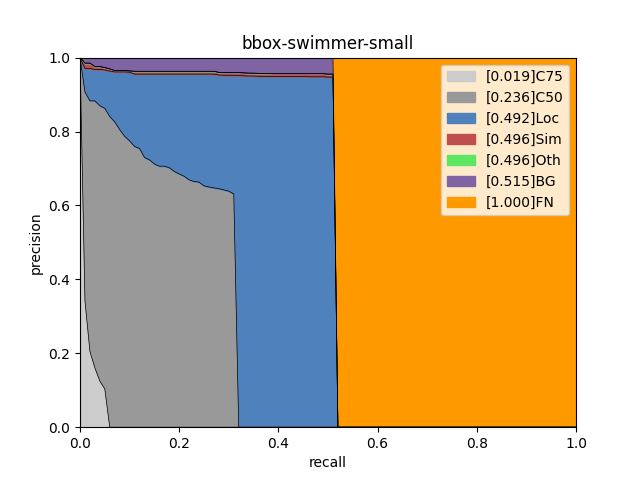 bbox-swimmer-small
1.0
0.8
0.6
0.4
0.2
0.0
precision
0.0 0.2 0.4 0.6 0.8 1.0
recall
[0.019]C75
[0.236]C50
[0.492]Loc
[0.496]Sim
[0.496]Oth
[0.515]BG
[1.000]FN